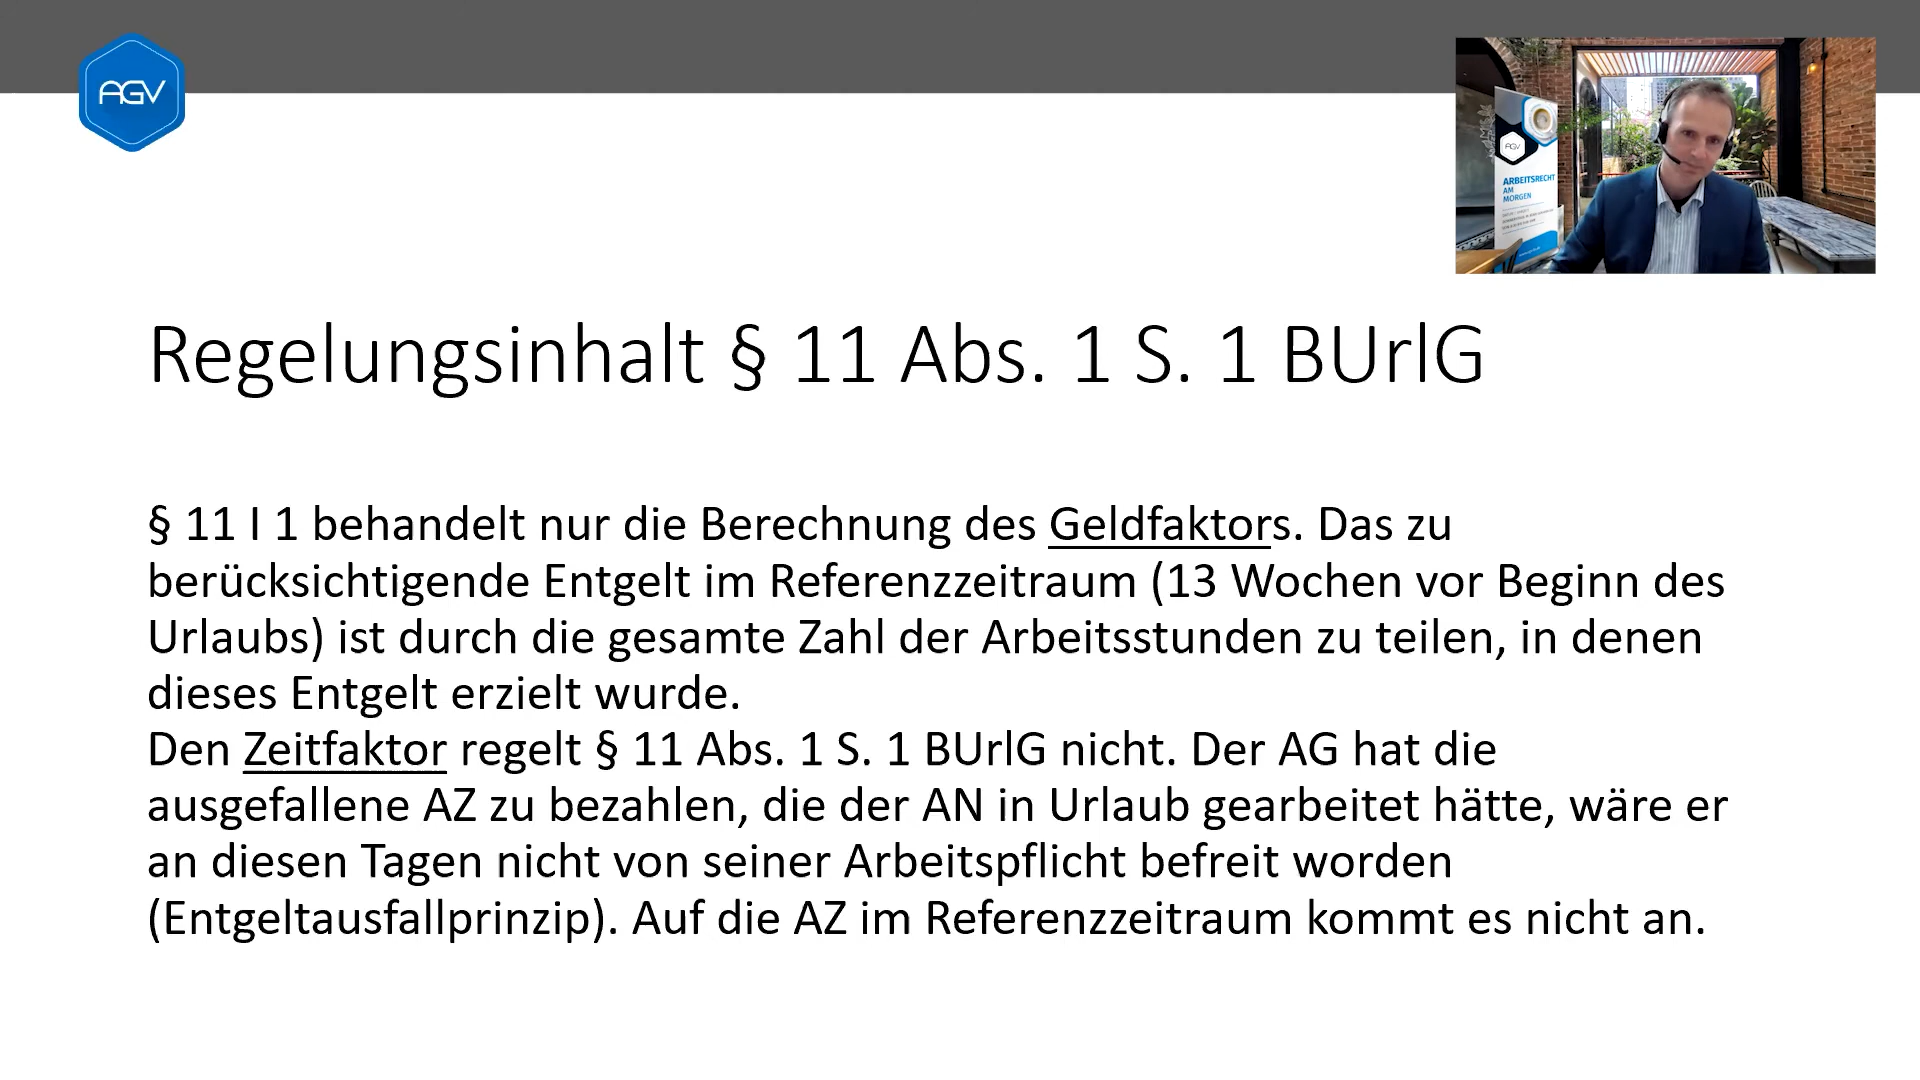 AGV
AGV
ARBEITSRECHT
AM
MORGEN
Regelungsinhalt § 11 Abs. 1 S. 1 BUrlG
§ 11 I 1 behandelt nur die Berechnung des Geldfaktors. Das zu
berücksichtigende Entgelt im Referenzzeitraum (13 Wochen vor Beginn des
Urlaubs) ist durch die gesamte Zahl der Arbeitsstunden zu teilen, in denen
dieses Entgelt erzielt wurde.
Den Zeitfaktor regelt § 11 Abs. 1 S. 1 BUrlG nicht. Der AG hat die
ausgefallene AZ zu bezahlen, die der AN in Urlaub gearbeitet hätte, wäre er
an diesen Tagen nicht von seiner Arbeitspflicht befreit worden
(Entgeltausfallprinzip). Auf die AZ im Referenzzeitraum kommt es nicht an.